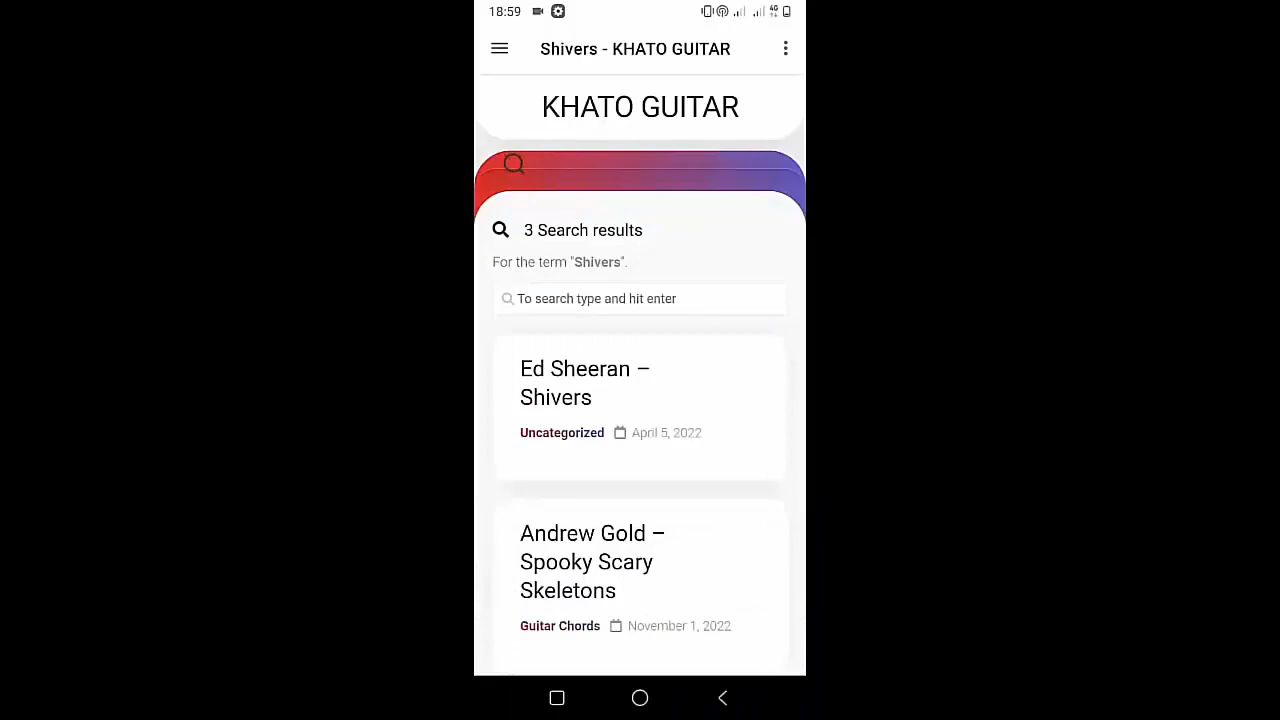 18:59
4G
Shivers - KHATO GUITAR
KHATO GUITAR
3 Search results
For the term "Shivers".
To search type and hit enter
Ed Sheeran –
Shivers
Uncategorized April 5, 2022
Andrew Gold –
Spooky Scary
Skeletons
Guitar Chords November 1, 2022